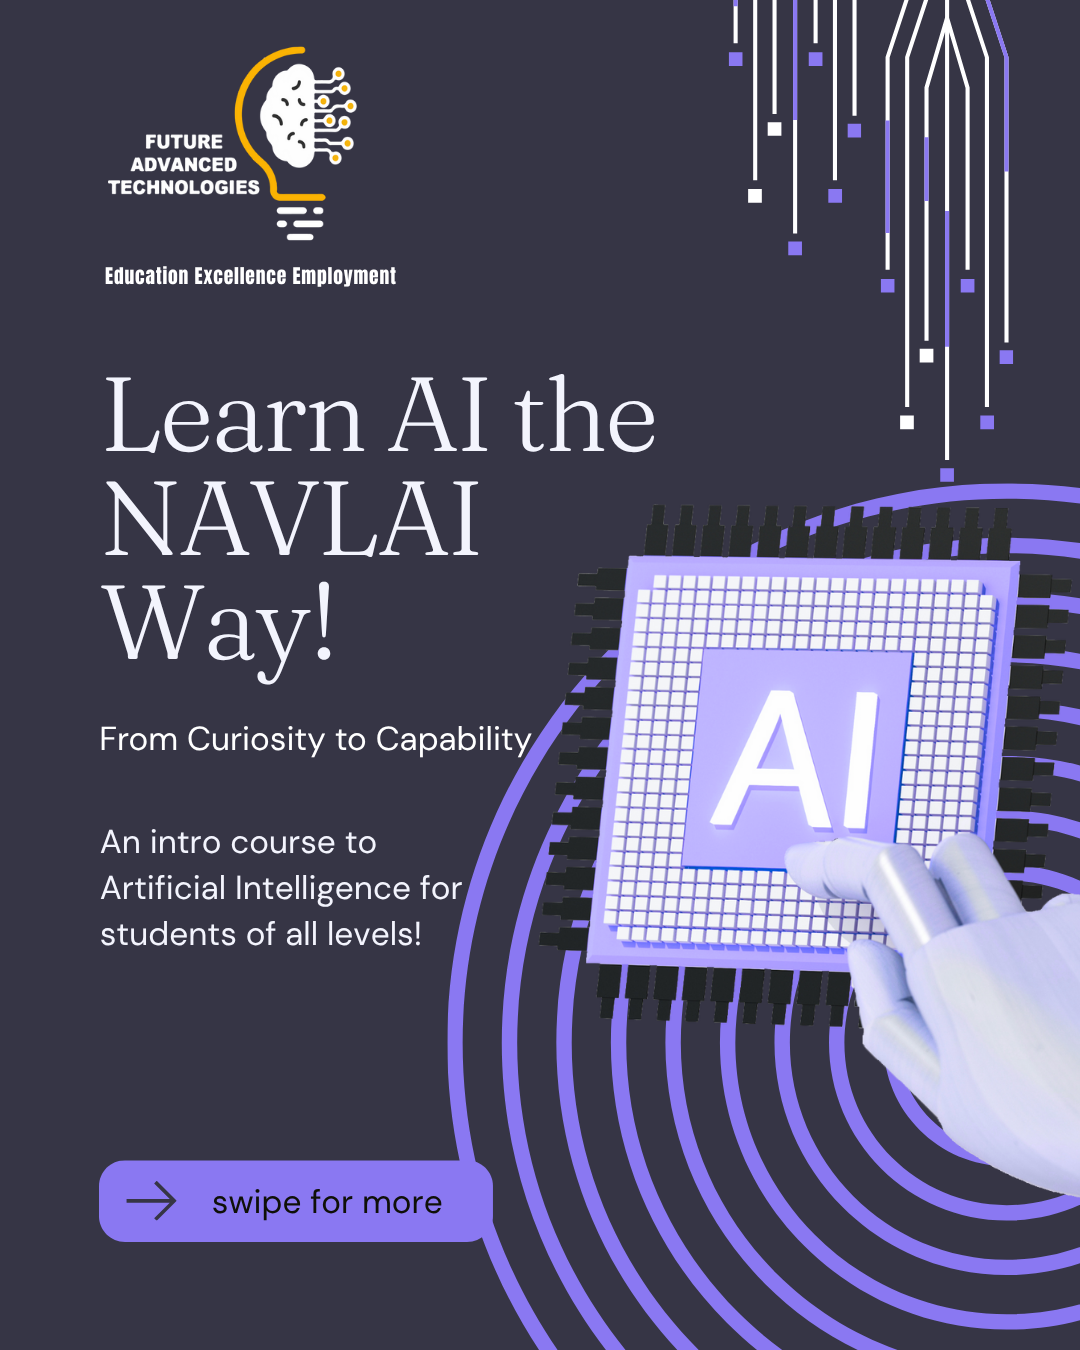 FUTURE
ADVANCED
TECHNOLOGIES
Education Excellence Employment
Learn AI the
NAVLAI
Way!
From Curiosity to Capability
An intro course to
Artificial Intelligence for
students of all levels!
AI
swipe for more